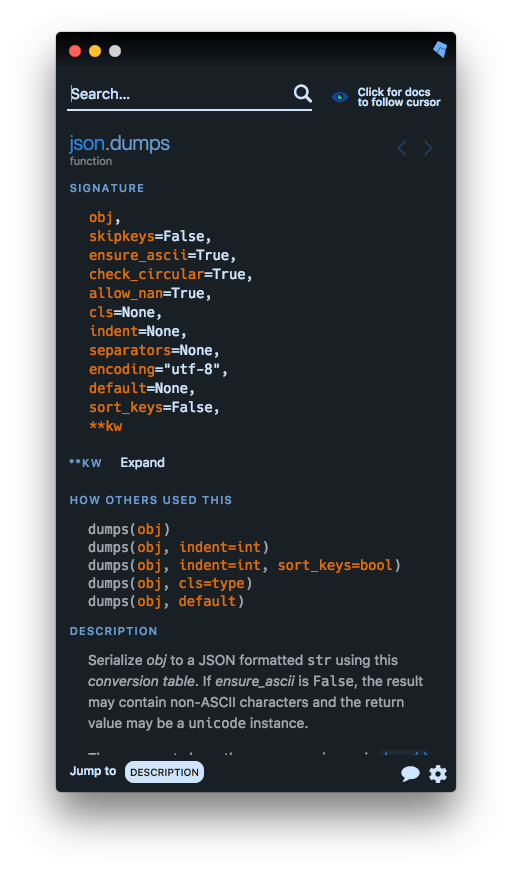 Search...
Click for docs
to follow cursor
json.dumps
function
SIGNATURE
obj,
skipkeys=False,
ensure_ascii=True,
check_circular=True,
allow_nan=True,
cls=None,
indent=None,
separators=None,
encoding="utf-8",
default=None,
sort_keys=False,
**kw
**KW Expand
HOW OTHERS USED THIS
dumps(obj)
dumps(obj, indent=int)
dumps(obj, indent=int, sort_keys=bool)
dumps(obj, cls=type)
dumps(obj, default)
DESCRIPTION
Serialize obj to a JSON formatted str using this
conversion table. If ensure_ascii is False, the result
may contain non-ASCII characters and the return
value may be a unicode instance.
Jump to DESCRIPTION